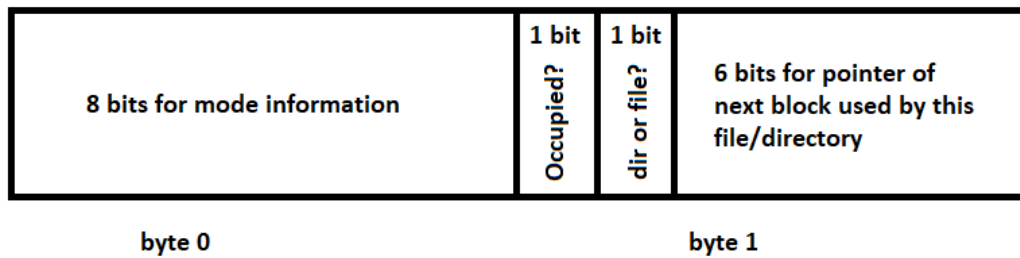 8 bits for mode information
1 bit
Occupied?
1 bit
dir or file?
6 bits for pointer of
next block used by this
file/directory
byte 0
byte 1